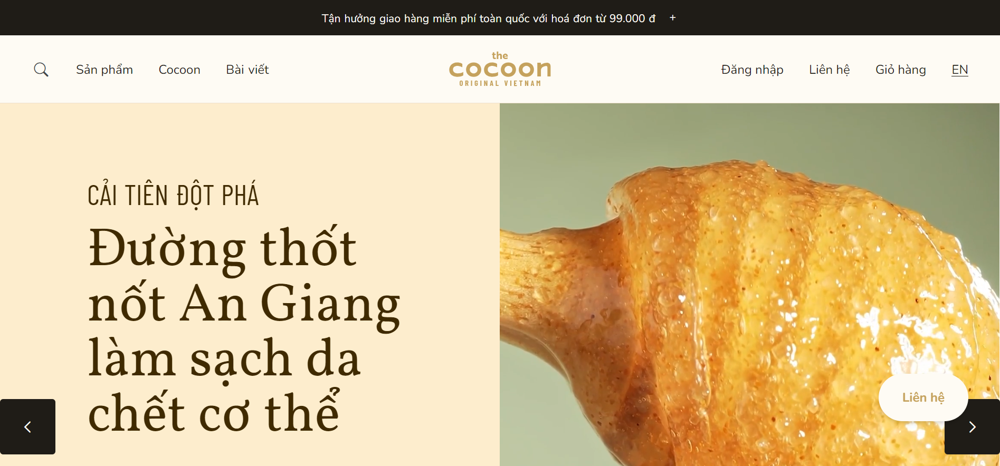 Tận hưởng giao hàng miễn phí toàn quốc với hoá đơn từ 99.000 đ +
Sản phẩm
Cocoon
Bài viết
the
cocoon
ORIGINAL VIETNAM
Đăng nhập
Liên hệ
Giỏ hàng
EN
CẢI TIÊN ĐỘT PHÁ
Đường thốt
nốt An Giang
làm sạch da
chết cơ thể
Liên hệ